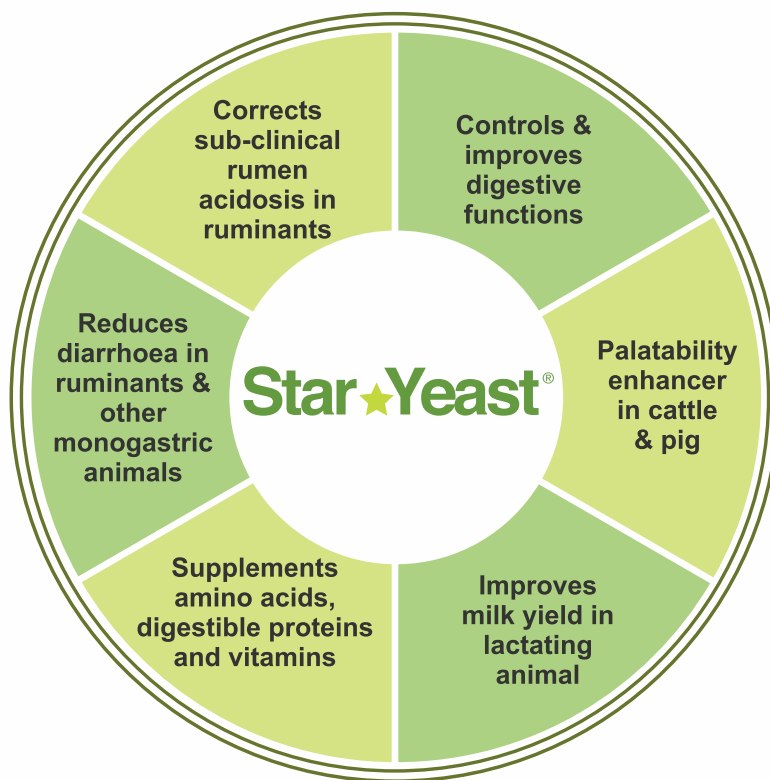 Corrects
sub-clinical
rumen
acidosis in
ruminants
Controls &
improves
digestive
functions
Reduces
diarrhoea in
ruminants &
other
monogastric
animals
Star Yeast®
Palatability
enhancer
in cattle
& pig
Supplements
amino acids,
digestible proteins
and vitamins
Improves
milk yield in
lactating
animal